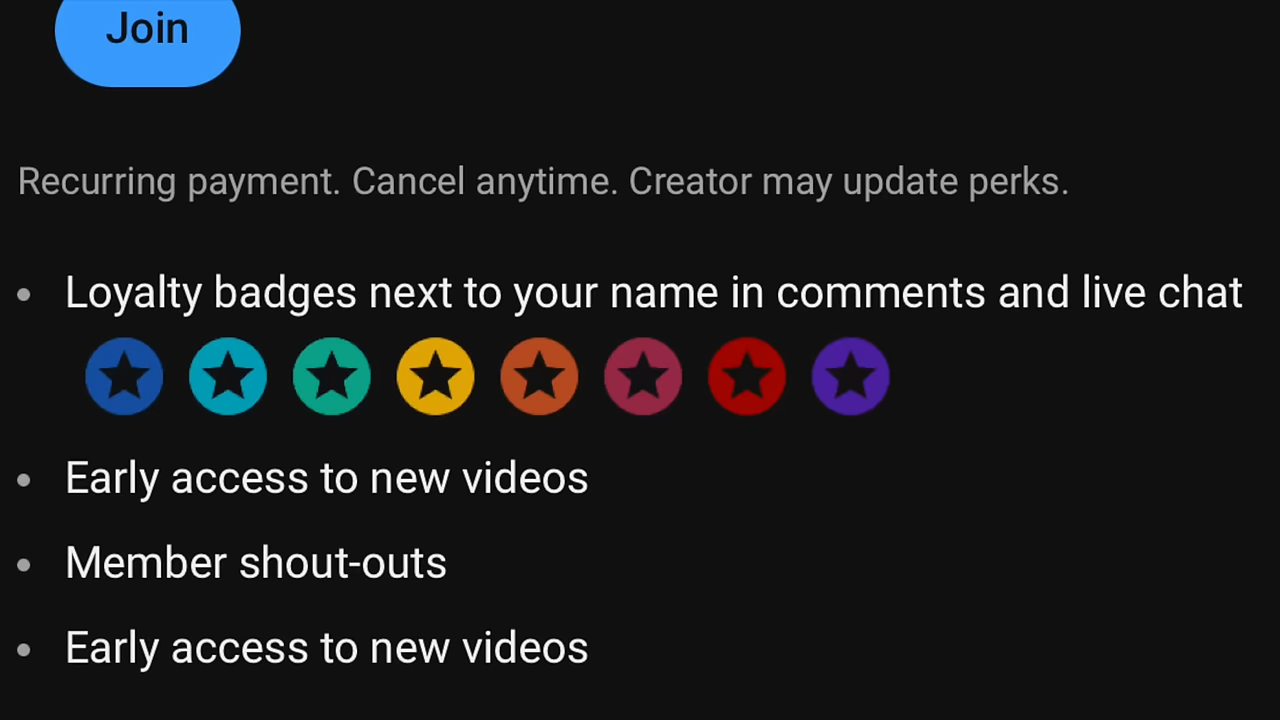 Join
Recurring payment. Cancel anytime. Creator may update perks.
Loyalty badges next to your name in comments and live chat
Early access to new videos
Member shout-outs
Early access to new videos